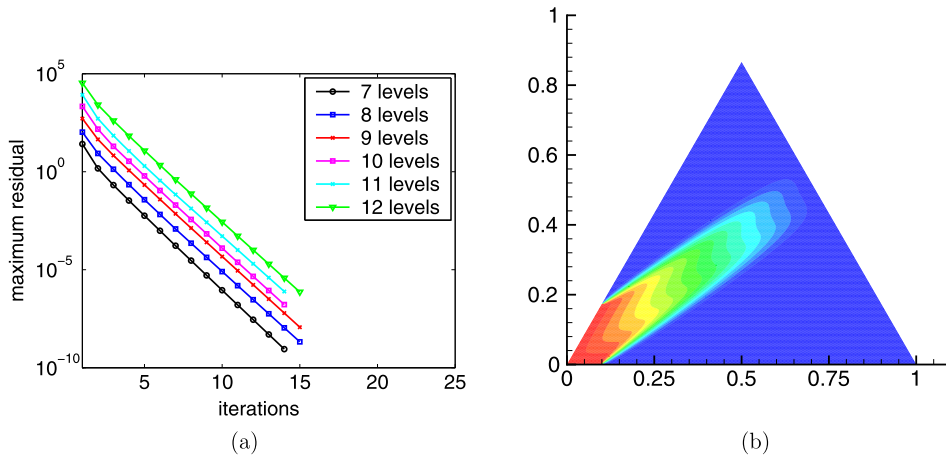 10^5
10^0
10^-5
10^-10
maximum residual
5
10
15
20
25
iterations
7 levels
8 levels
9 levels
10 levels
11 levels
12 levels
(a)
1
0.8
0.6
0.4
0.2
0
0
0.25
0.5
0.75
1
(b)